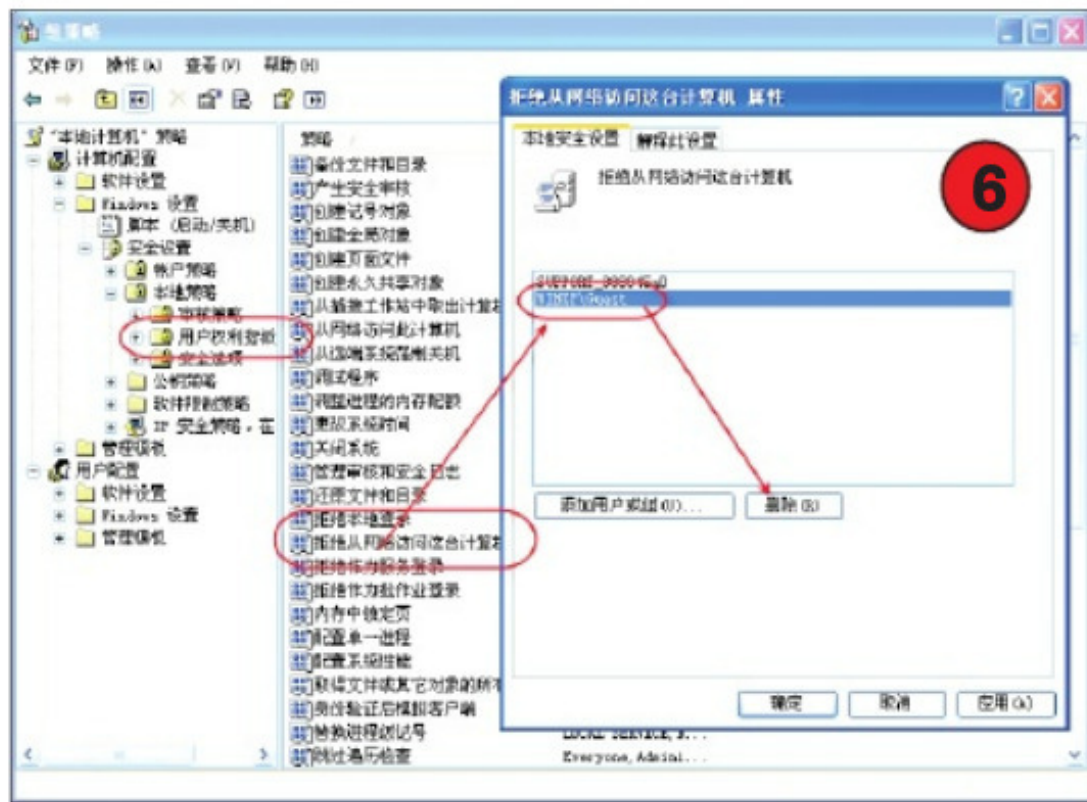 组策略
文件(F) 操作(A) 查看(V) 帮助(H)
“本地计算机”策略
计算机配置
软件设置
Windows 设置
脚本 (启动/关机)
安全设置
帐户策略
本地策略
审核策略
用户权利指派
安全选项
公钥策略
软件限制策略
IP 安全策略，在
管理模板
用户配置
软件设置
Windows 设置
管理模板
策略
备份文件和目录
产生安全审核
创建记号对象
创建全局对象
创建页面文件
创建永久共享对象
从插接工作站中取出计算机
从网络访问此计算机
从远端系统强制关机
调试程序
调整进程的内存配额
更改系统时间
关闭系统
管理审核和安全日志
还原文件和目录
拒绝本地登录
拒绝从网络访问这台计算机
拒绝作为服务登录
拒绝作为批作业登录
内存中锁定页
配置单一进程
配置系统性能
取得文件或其它对象的所有
身份验证后模拟客户端
替换进程级记号
LOCAL SERVICE,N...
跳过遍历检查
Everyone,Admini...
拒绝从网络访问这台计算机 属性
本地安全设置
解释此设置
拒绝从网络访问这台计算机
6
添加用户或组(U)...
删除(R)
确定
取消
应用(A)